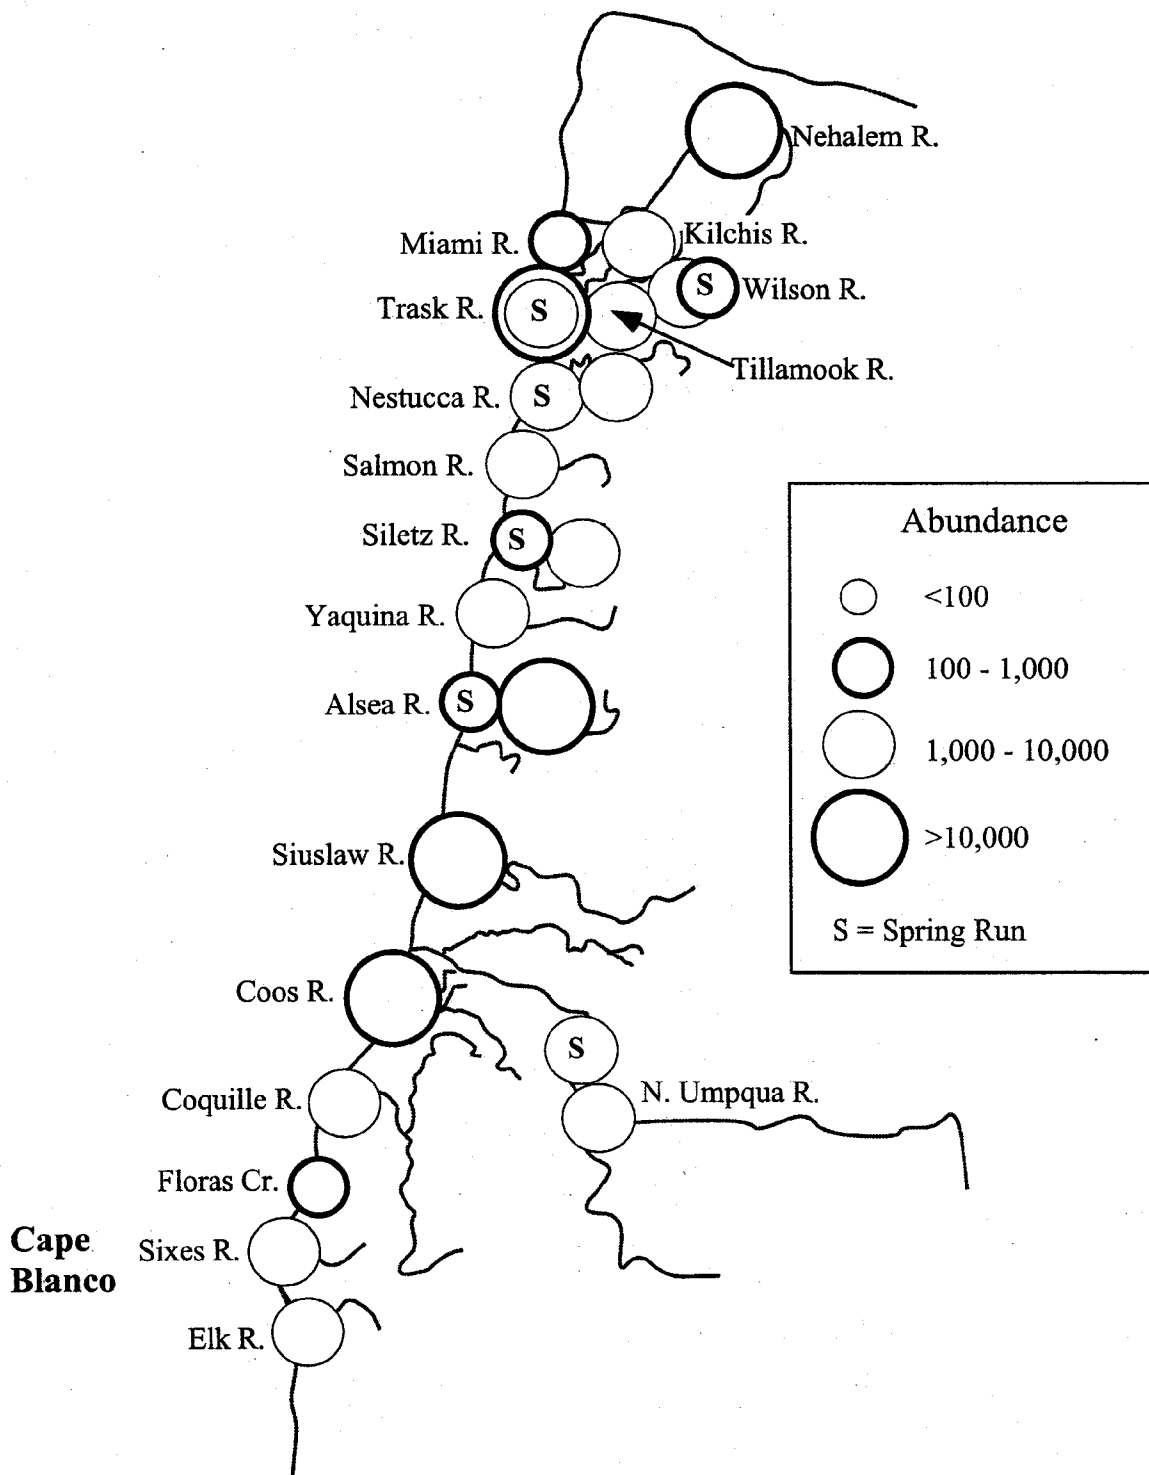 Nehalem R.
Miami R.
Kilchis R.
S
Wilson R.
Trask R.
S
Tillamook R.
Nestucca R.
S
Salmon R.
Siletz R.
S
Yaquina R.
Alsea R.
S
Siuslaw R.
Coos R.
S
N. Umpqua R.
Coquille R.
Floras Cr.
Cape
Blanco
Sixes R.
Elk R.
Abundance
<100
100 - 1,000
1,000 - 10,000
>10,000
S = Spring Run